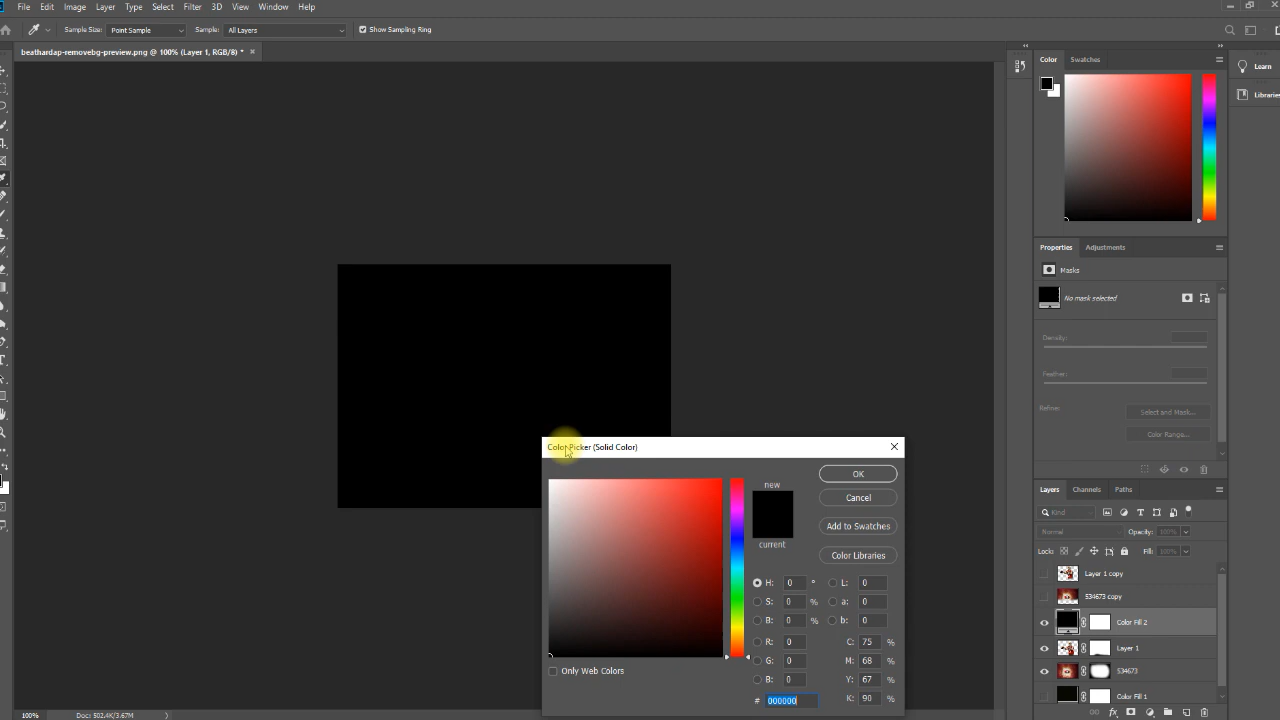 File Edit Image Layer Type Select Filter 3D View Window Help
Sample Size: Point Sample Sample: All Layers Show Sampling Ring
beathardap-removebg-preview.png @ 100% (Layer 1, RGB/8) *
Color Swatches
Learn
Libraries
Properties Adjustments
Masks
No mask selected
Density:
Feather:
Refine:
Select and Mask...
Color Range...
Color Picker (Solid Color)
new
current
OK
Cancel
Add to Swatches
Color Libraries
H: 0 ° L: 0
S: 0 % a: 0
B: 0 % b: 0
R: 0 C: 75 %
G: 0 M: 68 %
B: 0 Y: 67 %
# 000000 K: 90 %
Only Web Colors
Layers Channels Paths
Kind
Normal Opacity: 100%
Locks Fill: 100%
Layer 1 copy
534673 copy
Color Fill 2
Layer 1
534673
Color Fill 1
fx
100% Doc: 502.4K/3.67M